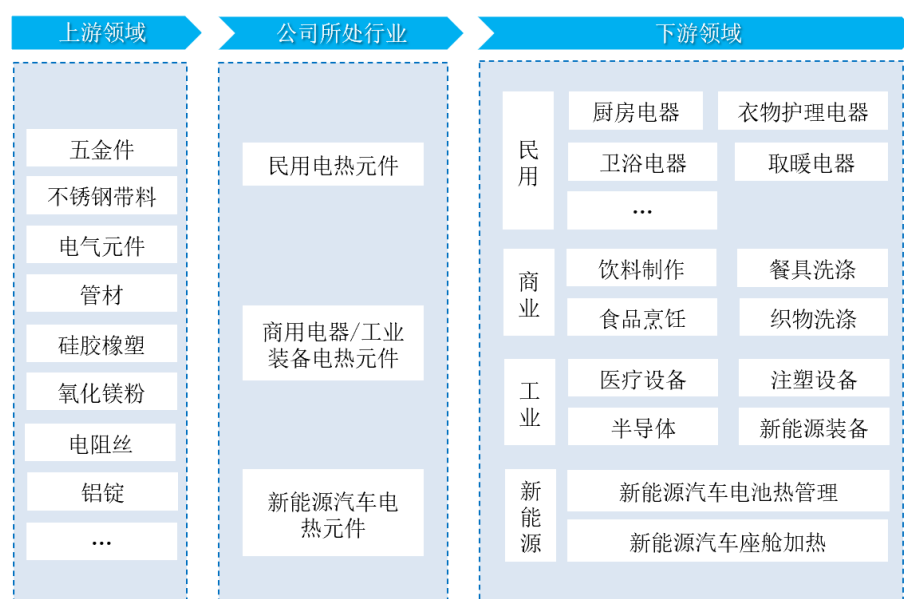 上游领域
公司所处行业
下游领域
五金件
不锈钢带料
电气元件
管材
硅胶橡塑
氧化镁粉
电阻丝
铝锭
…
民用电热元件
商用电器/工业
装备电热元件
新能源汽车电
热元件
民用
厨房电器
衣物护理电器
卫浴电器
取暖电器
…
商业
饮料制作
餐具洗涤
食品烹饪
织物洗涤
工业
医疗设备
注塑设备
半导体
新能源装备
新能源
新能源汽车电池热管理
新能源汽车座舱加热